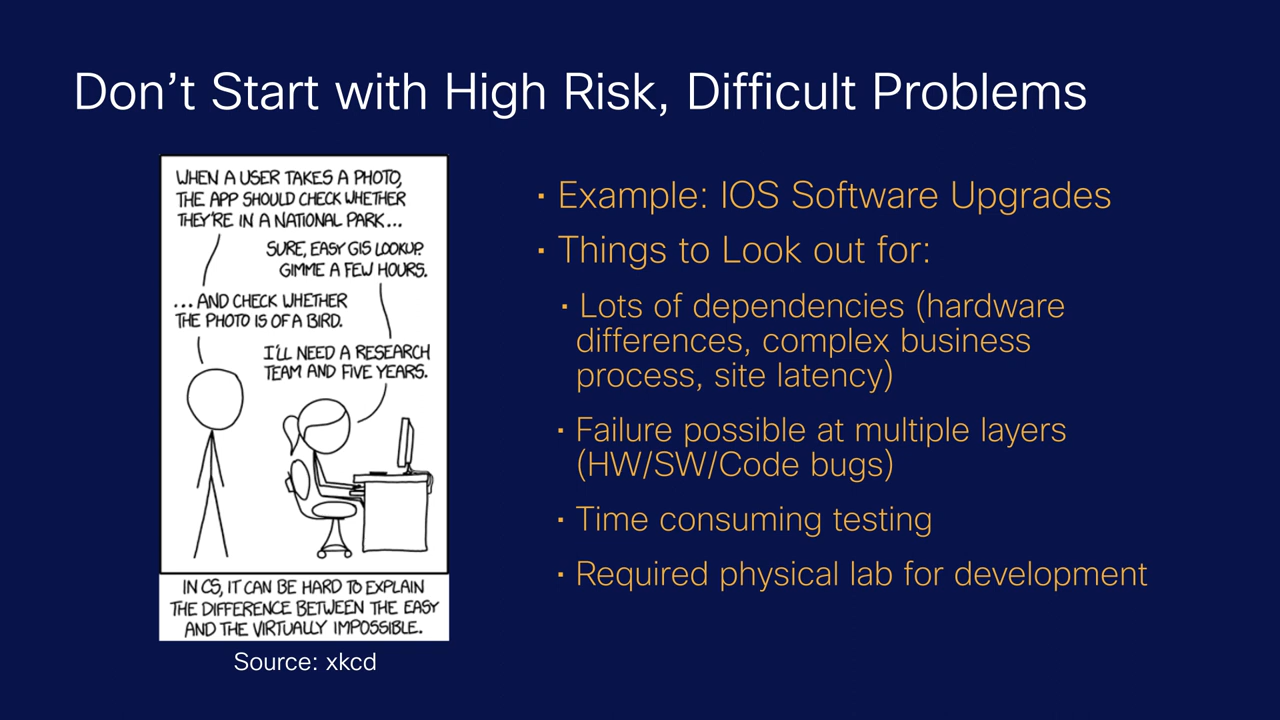 Don't Start with High Risk, Difficult Problems
WHEN A USER TAKES A PHOTO,
THE APP SHOULD CHECK WHETHER
THEY'RE IN A NATIONAL PARK...
SURE, EASY GIS LOOKUP.
GIMME A FEW HOURS.
...AND CHECK WHETHER
THE PHOTO IS OF A BIRD.
I'LL NEED A RESEARCH
TEAM AND FIVE YEARS.
IN CS, IT CAN BE HARD TO EXPLAIN
THE DIFFERENCE BETWEEN THE EASY
AND THE VIRTUALLY IMPOSSIBLE.
Source: xkcd
· Example: IOS Software Upgrades
· Things to Look out for:
· Lots of dependencies (hardware
differences, complex business
process, site latency)
· Failure possible at multiple layers
(HW/SW/Code bugs)
· Time consuming testing
· Required physical lab for development